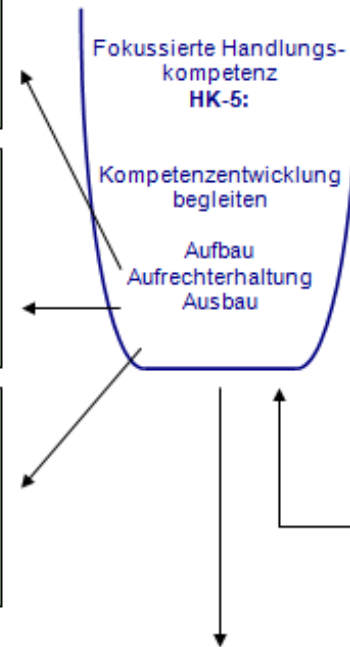 Fokussierte Handlungs-
kompetenz
HK-5:
Kompetenzentwicklung
begleiten
Aufbau
Aufrechterhaltung
Ausbau